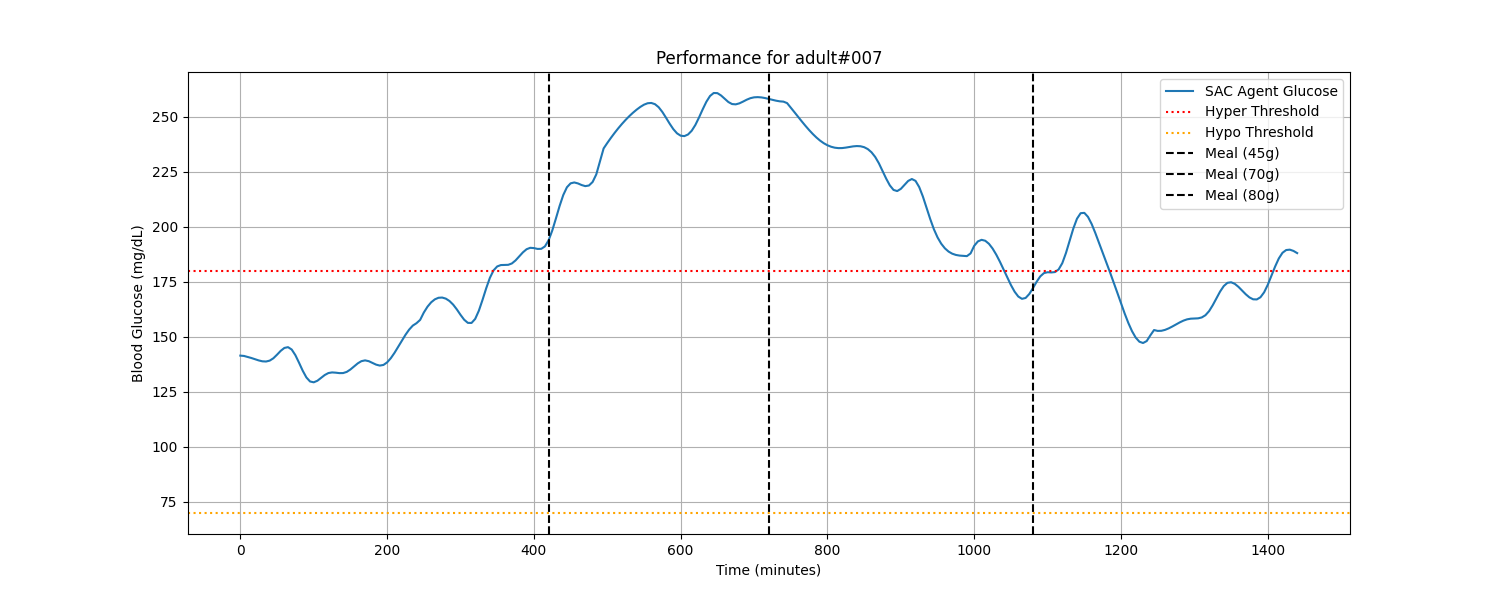 Performance for adult#007
SAC Agent Glucose
Hyper Threshold
Hypo Threshold
Meal (45g)
Meal (70g)
Meal (80g)
Blood Glucose (mg/dL)
250
225
200
175
150
125
100
75
0 200 400 600 800 1000 1200 1400
Time (minutes)